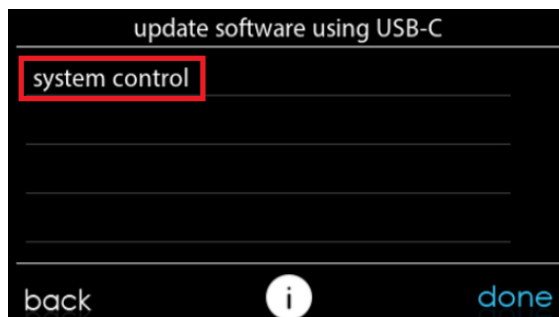 update software using USB-C
system control
back
i
done